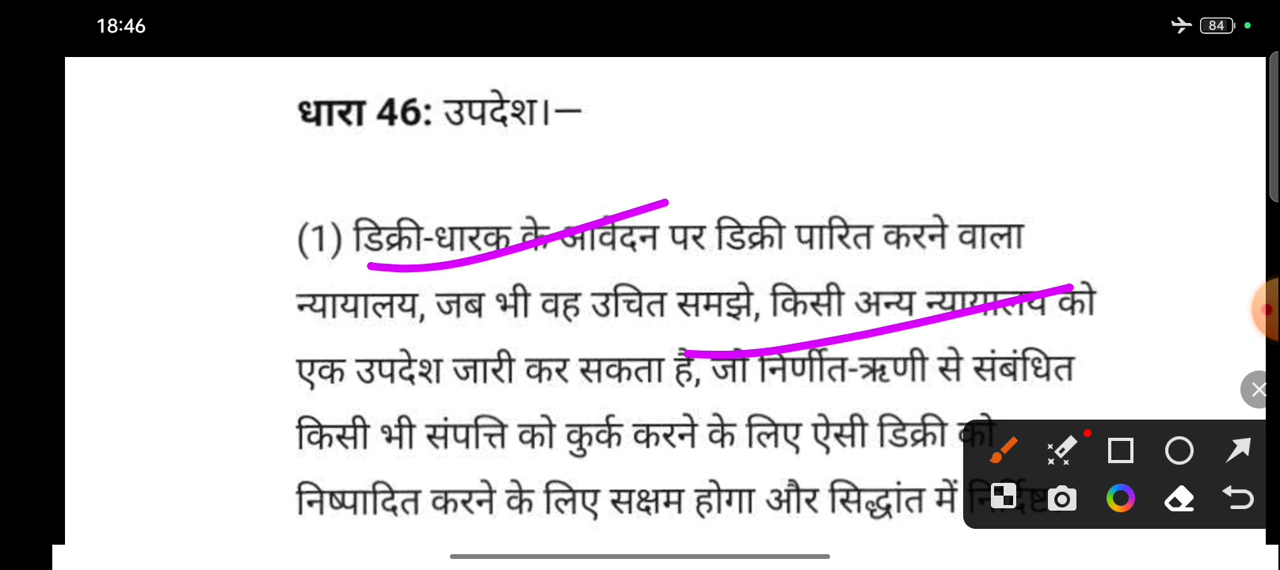 18:46
84
धारा 46: उपदेश।—
(1) डिक्री-धारक के आवेदन पर डिक्री पारित करने वाला
न्यायालय, जब भी वह उचित समझे, किसी अन्य न्यायालय को
एक उपदेश जारी कर सकता है, जो निर्णीत-ऋणी से संबंधित
किसी भी संपत्ति को कुर्क करने के लिए ऐसी डिक्री को
निष्पादित करने के लिए सक्षम होगा और सिद्धांत में निर्दिष्ट